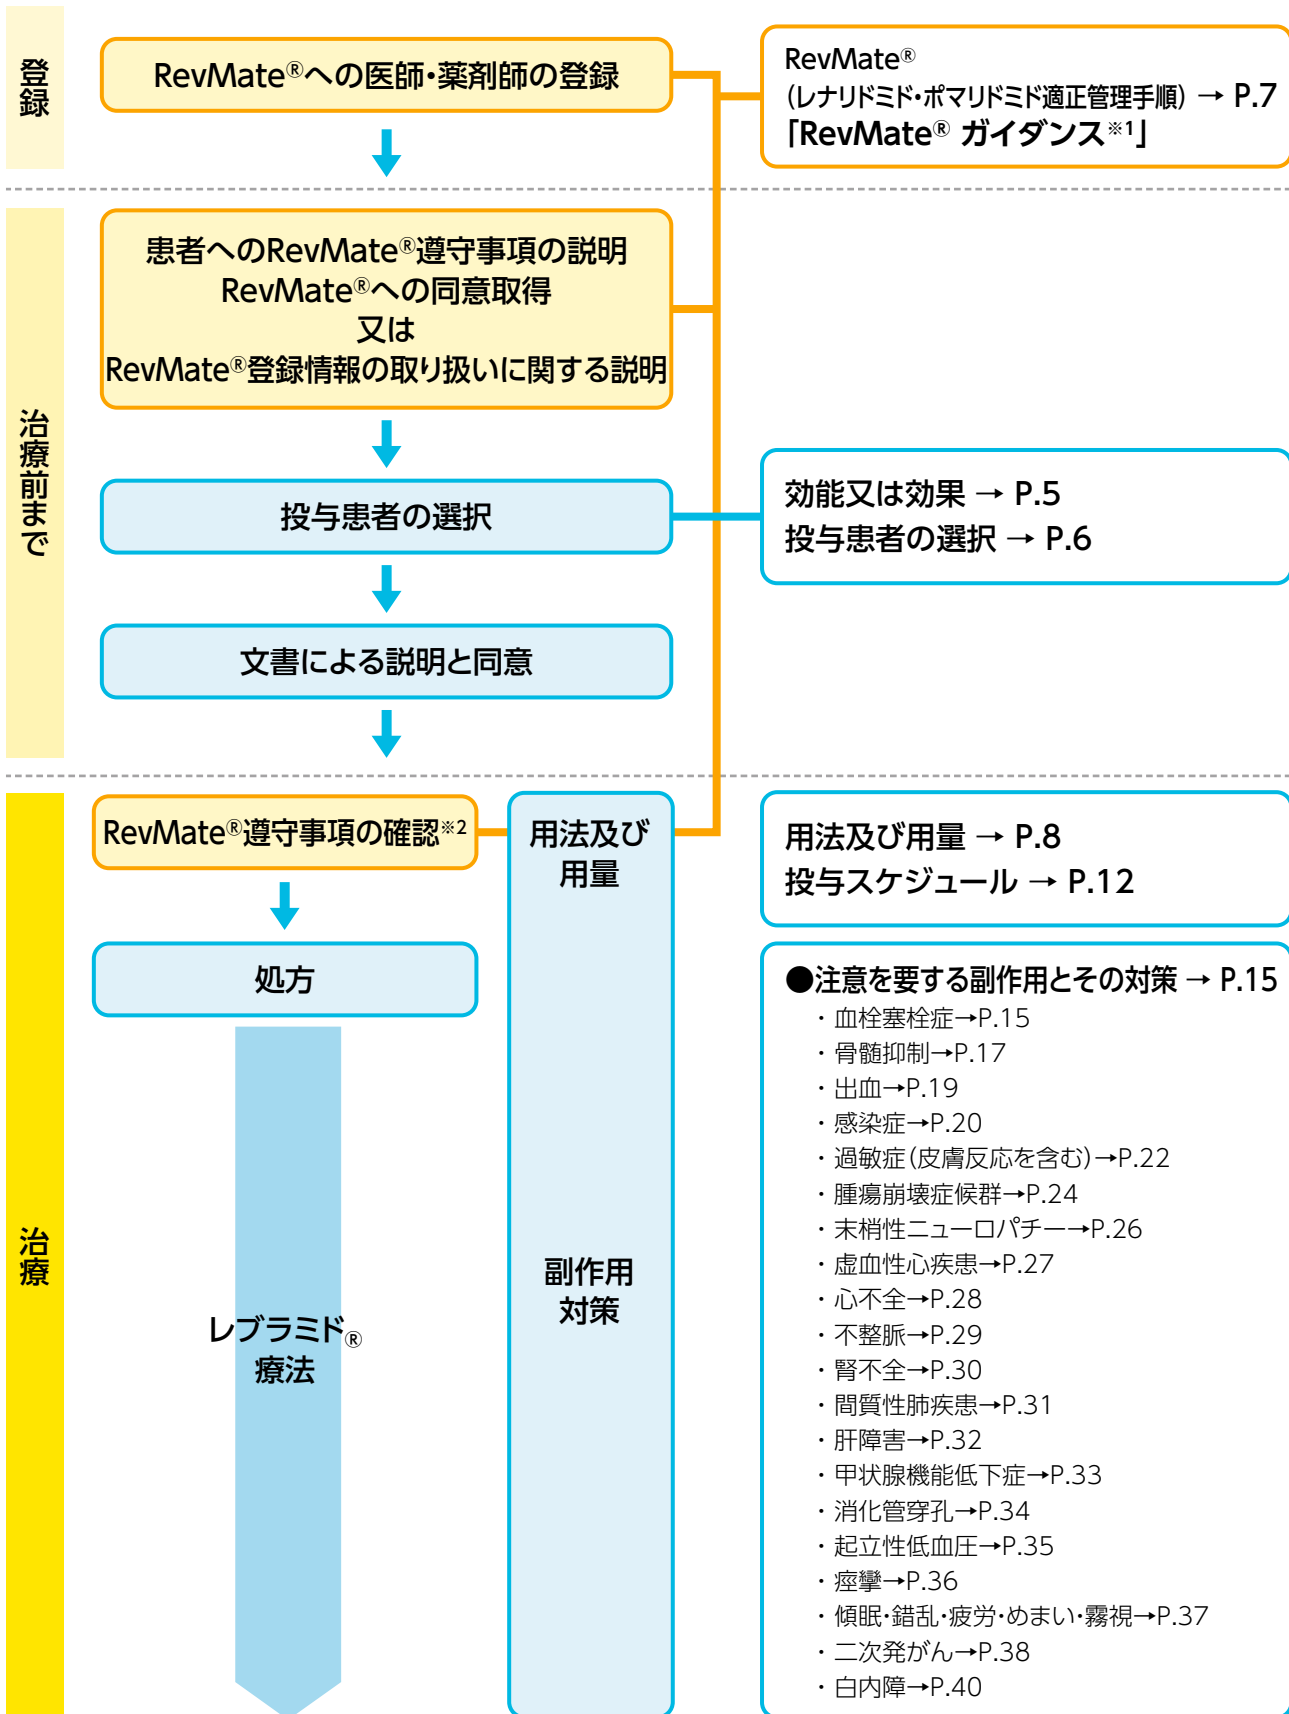 登録
RevMate®への医師・薬剤師の登録
RevMate®
(レナリドミド・ポマリドミド適正管理手順) → P.7
「RevMate® ガイダンス※1」
治療前まで
患者へのRevMate®遵守事項の説明
RevMate®への同意取得
又は
RevMate®登録情報の取り扱いに関する説明
投与患者の選択
効能又は効果 → P.5
投与患者の選択 → P.6
文書による説明と同意
治療
RevMate®遵守事項の確認※2
処方
レブラミド®
療法
用法及び
用量
副作用
対策
用法及び用量 → P.8
投与スケジュール → P.12
●注意を要する副作用とその対策 → P.15
・血栓塞栓症→P.15
・骨髄抑制→P.17
・出血→P.19
・感染症→P.20
・過敏症(皮膚反応を含む)→P.22
・腫瘍崩壊症候群→P.24
・末梢性ニューロパチー→P.26
・虚血性心疾患→P.27
・心不全→P.28
・不整脈→P.29
・腎不全→P.30
・間質性肺疾患→P.31
・肝障害→P.32
・甲状腺機能低下症→P.33
・消化管穿孔→P.34
・起立性低血圧→P.35
・痙攣→P.36
・傾眠・錯乱・疲労・めまい・霧視→P.37
・二次発がん→P.38
・白内障→P.40